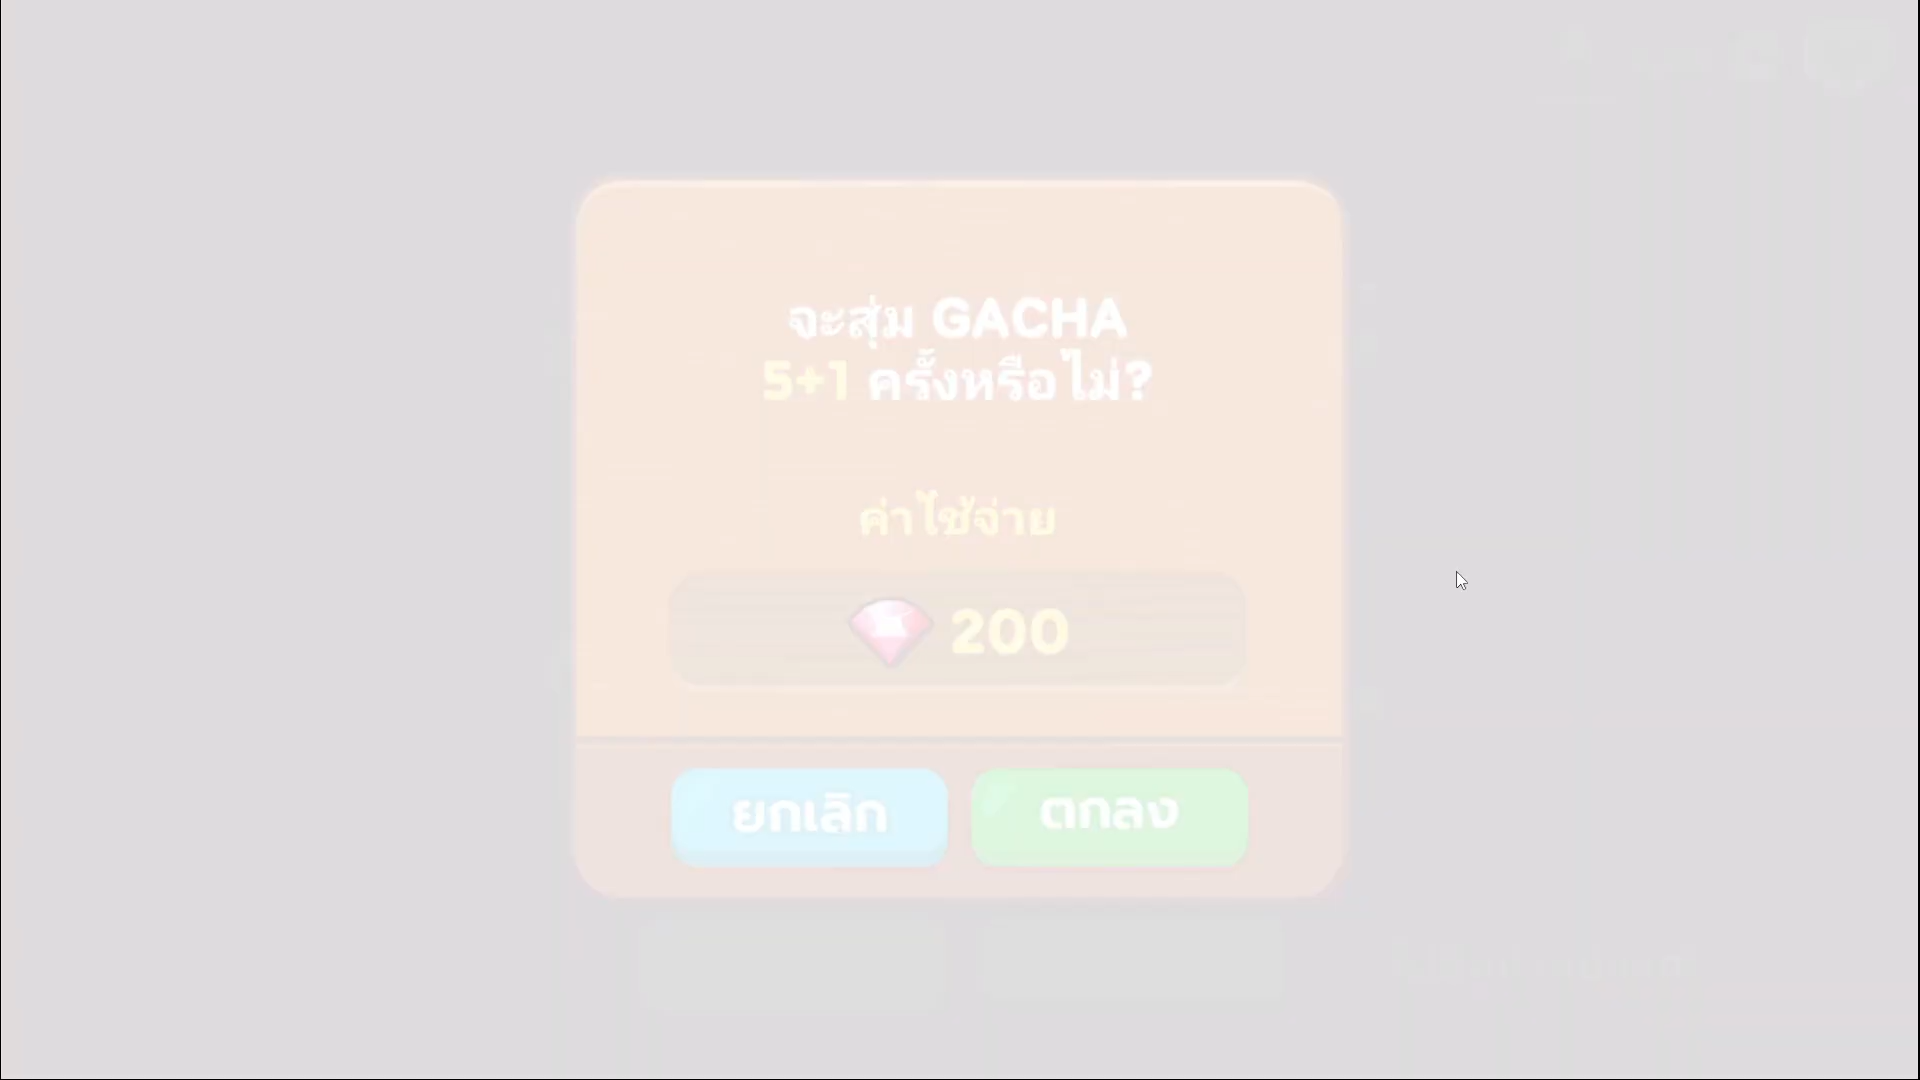 จะสุ่ม GACHA
5+1 ครั้งหรือไม่?
ค่าใช้จ่าย
200
ยกเลิก
ตกลง